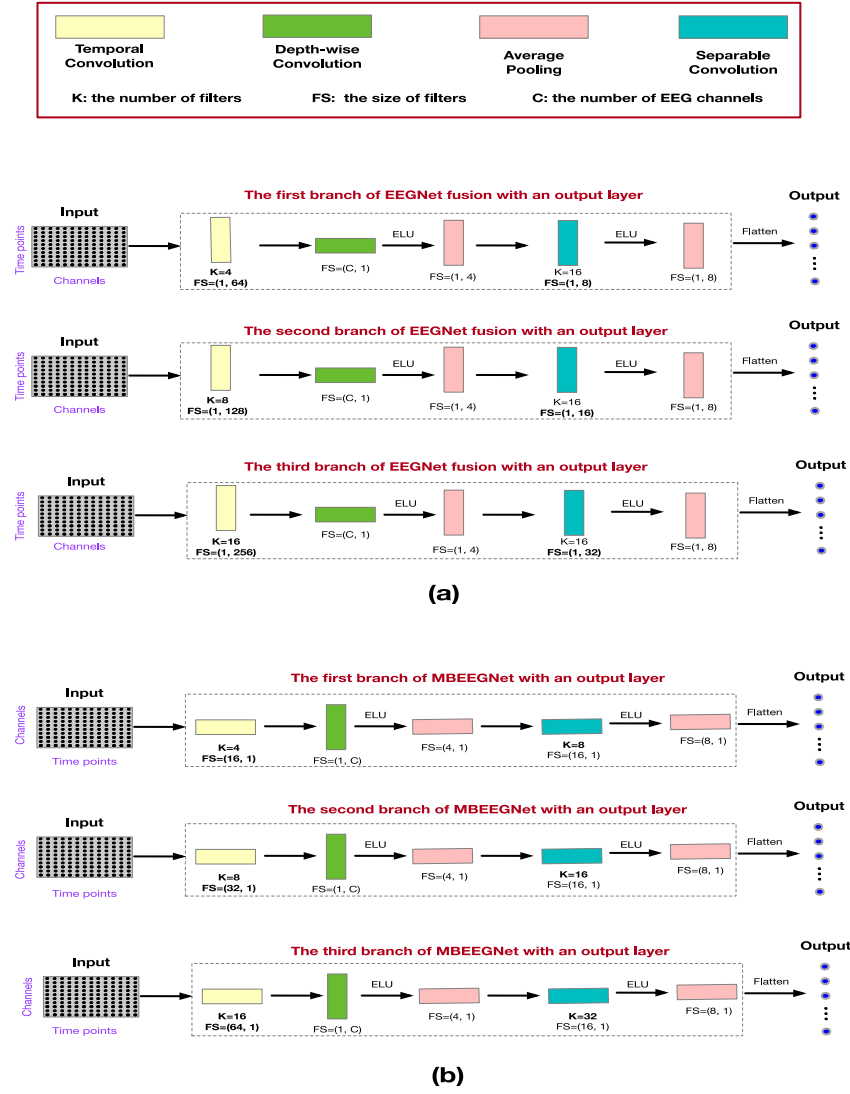 Temporal Convolution
Depth-wise Convolution
Average Pooling
Separable Convolution
K: the number of filters
FS: the size of filters
C: the number of EEG channels
The first branch of EEGNet fusion with an output layer
Input
Output
Time points
Channels
K=4
FS=(1, 64)
FS=(C, 1)
ELU
FS=(1, 4)
K=16
FS=(1, 8)
ELU
FS=(1, 8)
Flatten
The second branch of EEGNet fusion with an output layer
Input
Output
Time points
Channels
K=8
FS=(1, 128)
FS=(C, 1)
ELU
FS=(1, 4)
K=16
FS=(1, 16)
ELU
FS=(1, 8)
Flatten
The third branch of EEGNet fusion with an output layer
Input
Output
Time points
Channels
K=16
FS=(1, 256)
FS=(C, 1)
ELU
FS=(1, 4)
K=16
FS=(1, 32)
ELU
FS=(1, 8)
Flatten
(a)
The first branch of MBEEGNet with an output layer
Input
Output
Channels
Time points
K=4
FS=(16, 1)
FS=(1, C)
ELU
FS=(4, 1)
K=8
FS=(16, 1)
ELU
FS=(8, 1)
Flatten
The second branch of MBEEGNet with an output layer
Input
Output
Channels
Time points
K=8
FS=(32, 1)
FS=(1, C)
ELU
FS=(4, 1)
K=16
FS=(16, 1)
ELU
FS=(8, 1)
Flatten
The third branch of MBEEGNet with an output layer
Input
Output
Channels
Time points
K=16
FS=(64, 1)
FS=(1, C)
ELU
FS=(4, 1)
K=32
FS=(16, 1)
ELU
FS=(8, 1)
Flatten
(b)